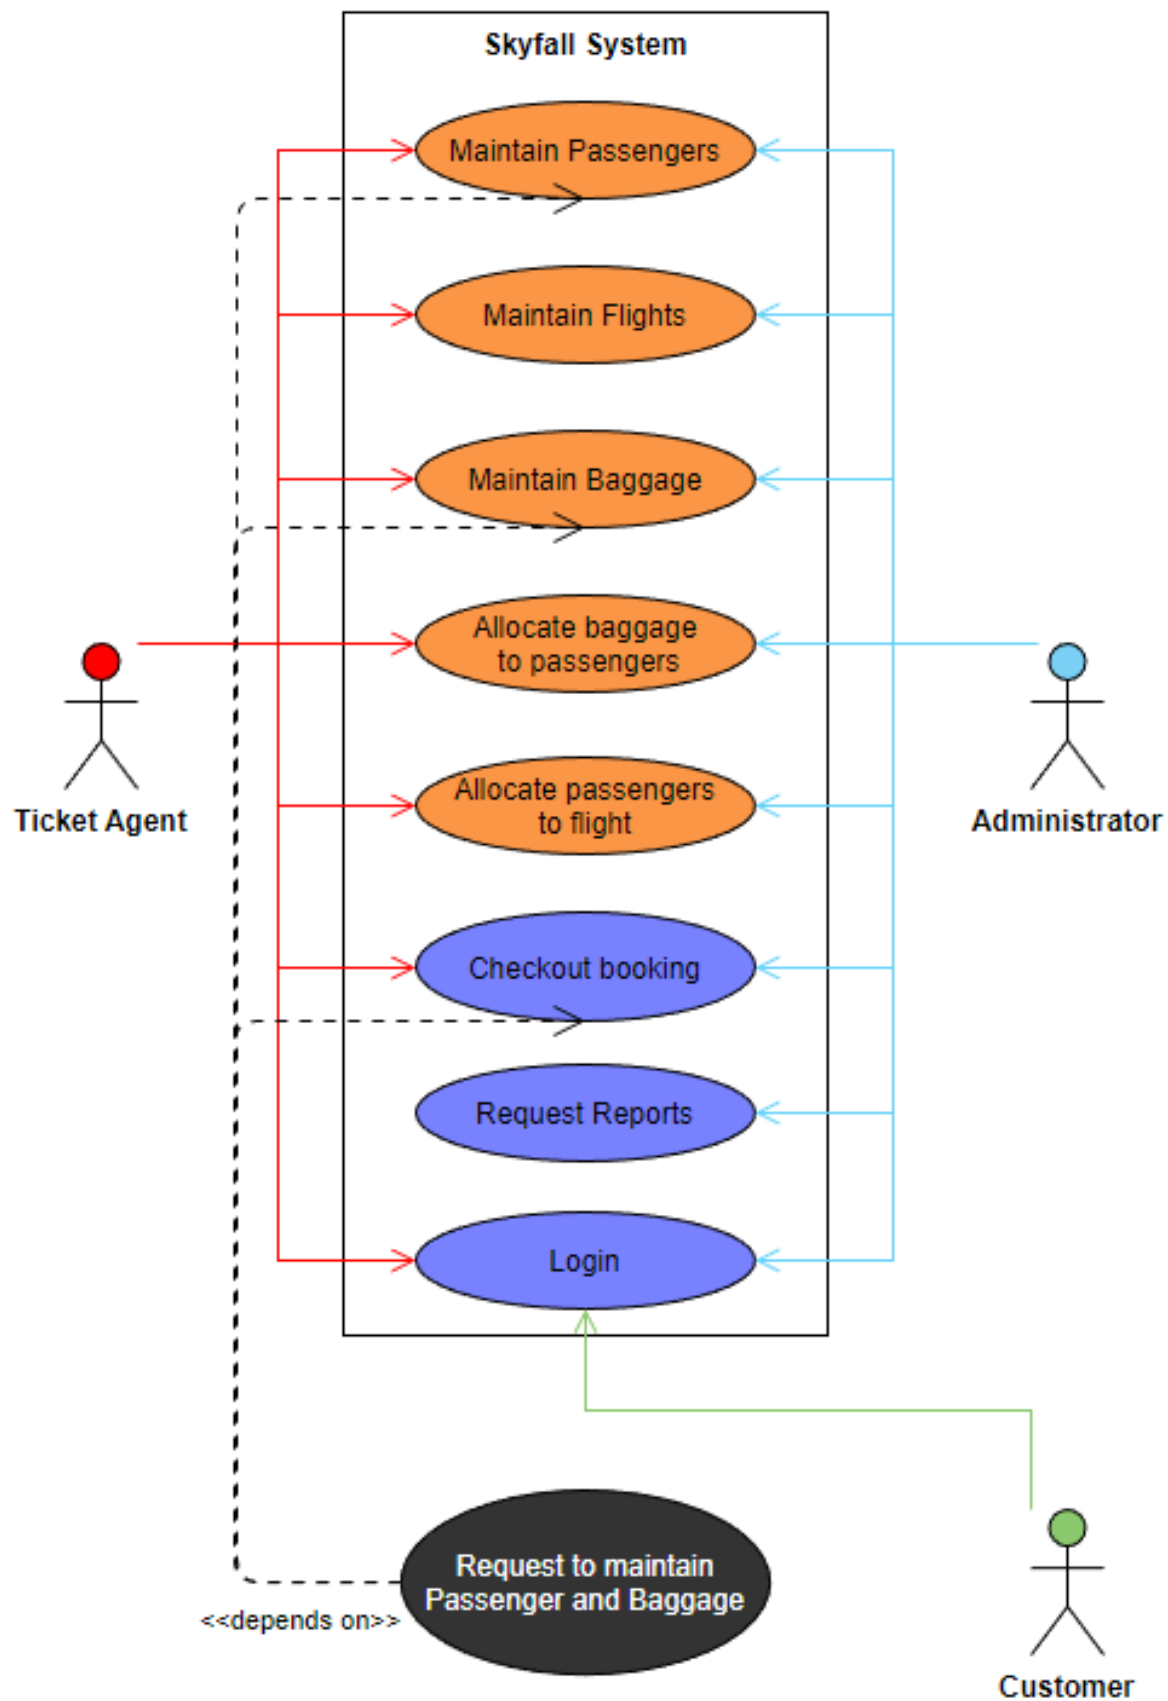 Skyfall System
Maintain Passengers
Maintain Flights
Maintain Baggage
Allocate baggage
to passengers
Ticket Agent
Administrator
Allocate passengers
to flight
Checkout booking
Request Reports
Login
Request to maintain
Passenger and Baggage
<<depends on>>
Customer